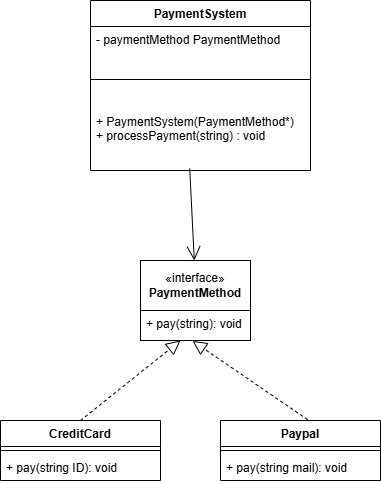 PaymentSystem
- paymentMethod PaymentMethod
+ PaymentSystem(PaymentMethod*)
+ processPayment(string) : void
«interface»
PaymentMethod
+ pay(string): void
CreditCard
+ pay(string ID): void
Paypal
+ pay(string mail): void